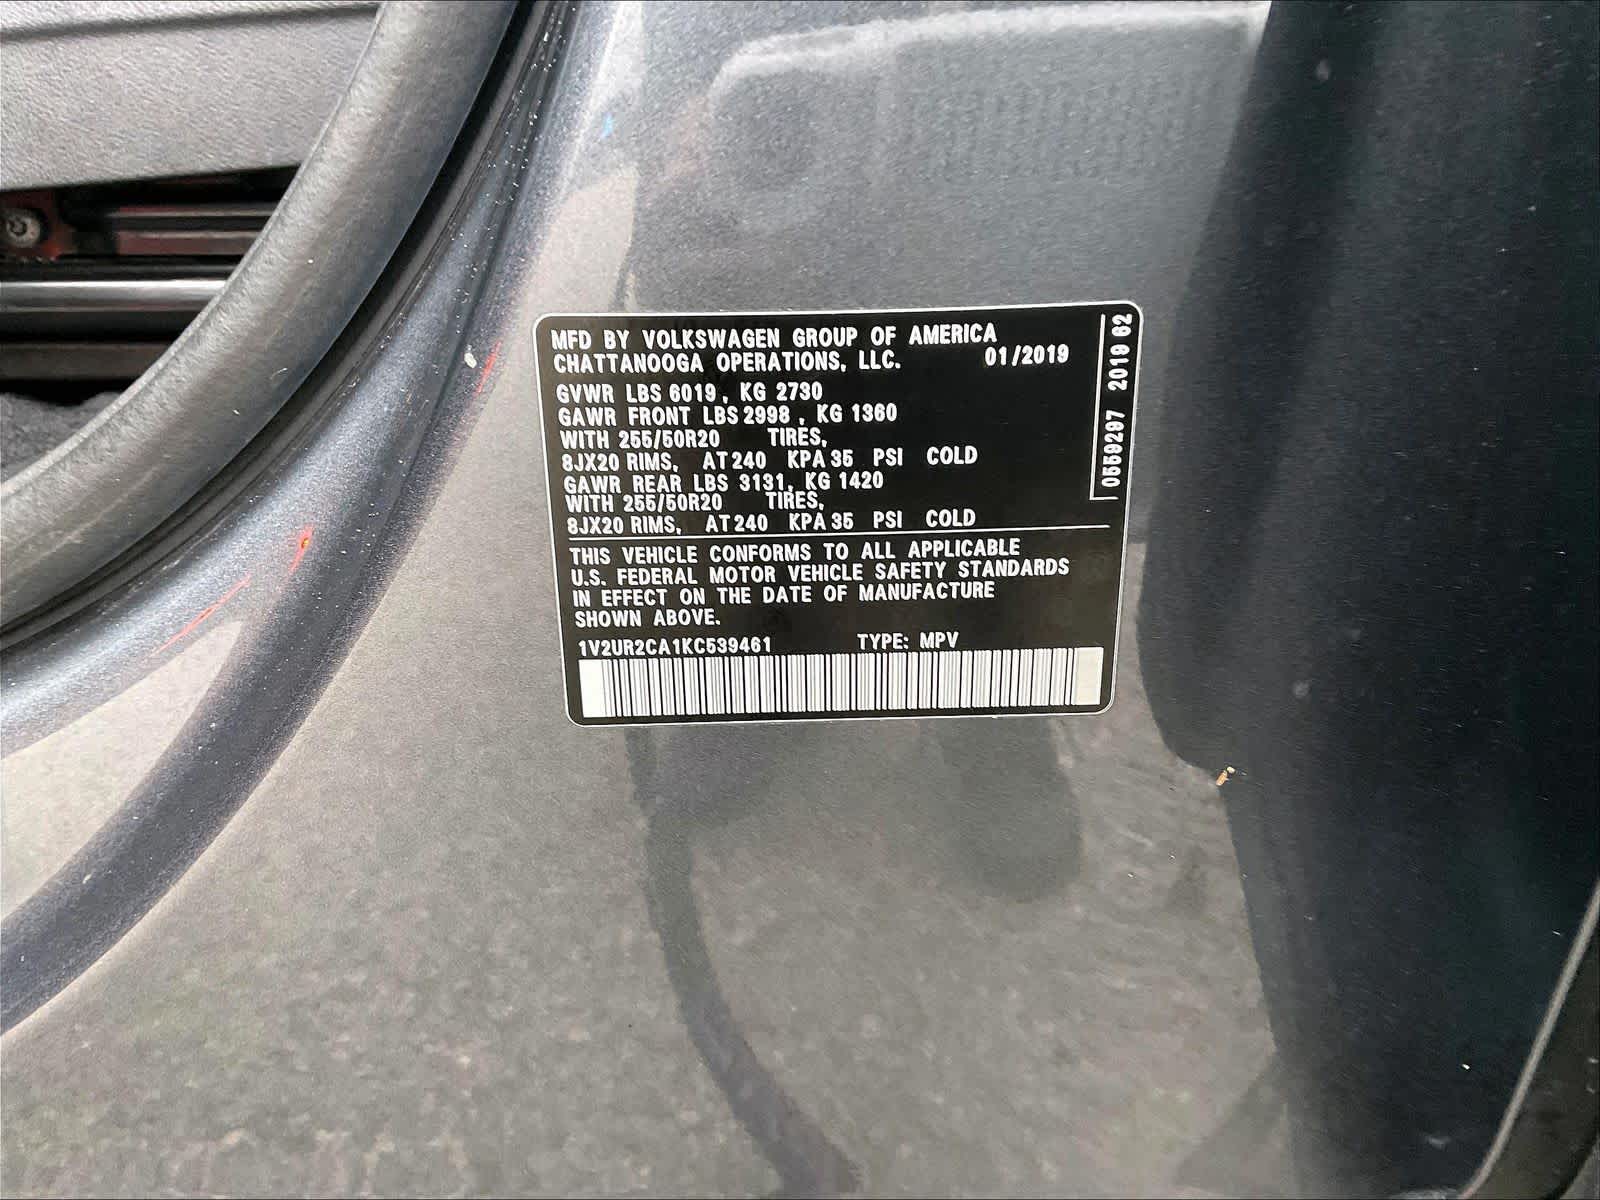 MFD BY VOLKSWAGEN GROUP OF AMERICA
CHATTANOOGA OPERATIONS, LLC. 01/2019
GVWR LBS 6019, KG 2730
GAWR FRONT LBS 2998, KG 1360
WITH 255/50R20 TIRES,
8JX20 RIMS, AT 240 KPA 35 PSI COLD
GAWR REAR LBS 3131, KG 1420
WITH 255/50R20 TIRES,
8JX20 RIMS, AT 240 KPA 35 PSI COLD
THIS VEHICLE CONFORMS TO ALL APPLICABLE
U.S. FEDERAL MOTOR VEHICLE SAFETY STANDARDS
IN EFFECT ON THE DATE OF MANUFACTURE
SHOWN ABOVE.
1V2UR2CA1KC539461 TYPE: MPV
0559297 2019 62